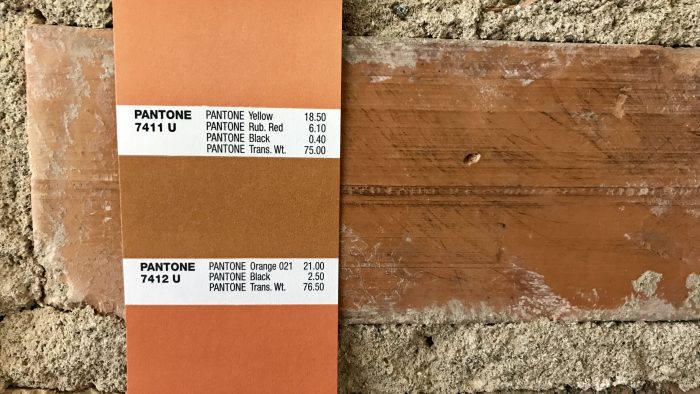 PANTONE
7411 U
PANTONE Yellow 18.50
PANTONE Rub. Red 6.10
PANTONE Black 0.40
PANTONE Trans. Wt. 75.00
PANTONE
7412 U
PANTONE Orange 021 21.00
PANTONE Black 2.50
PANTONE Trans. Wt. 76.50